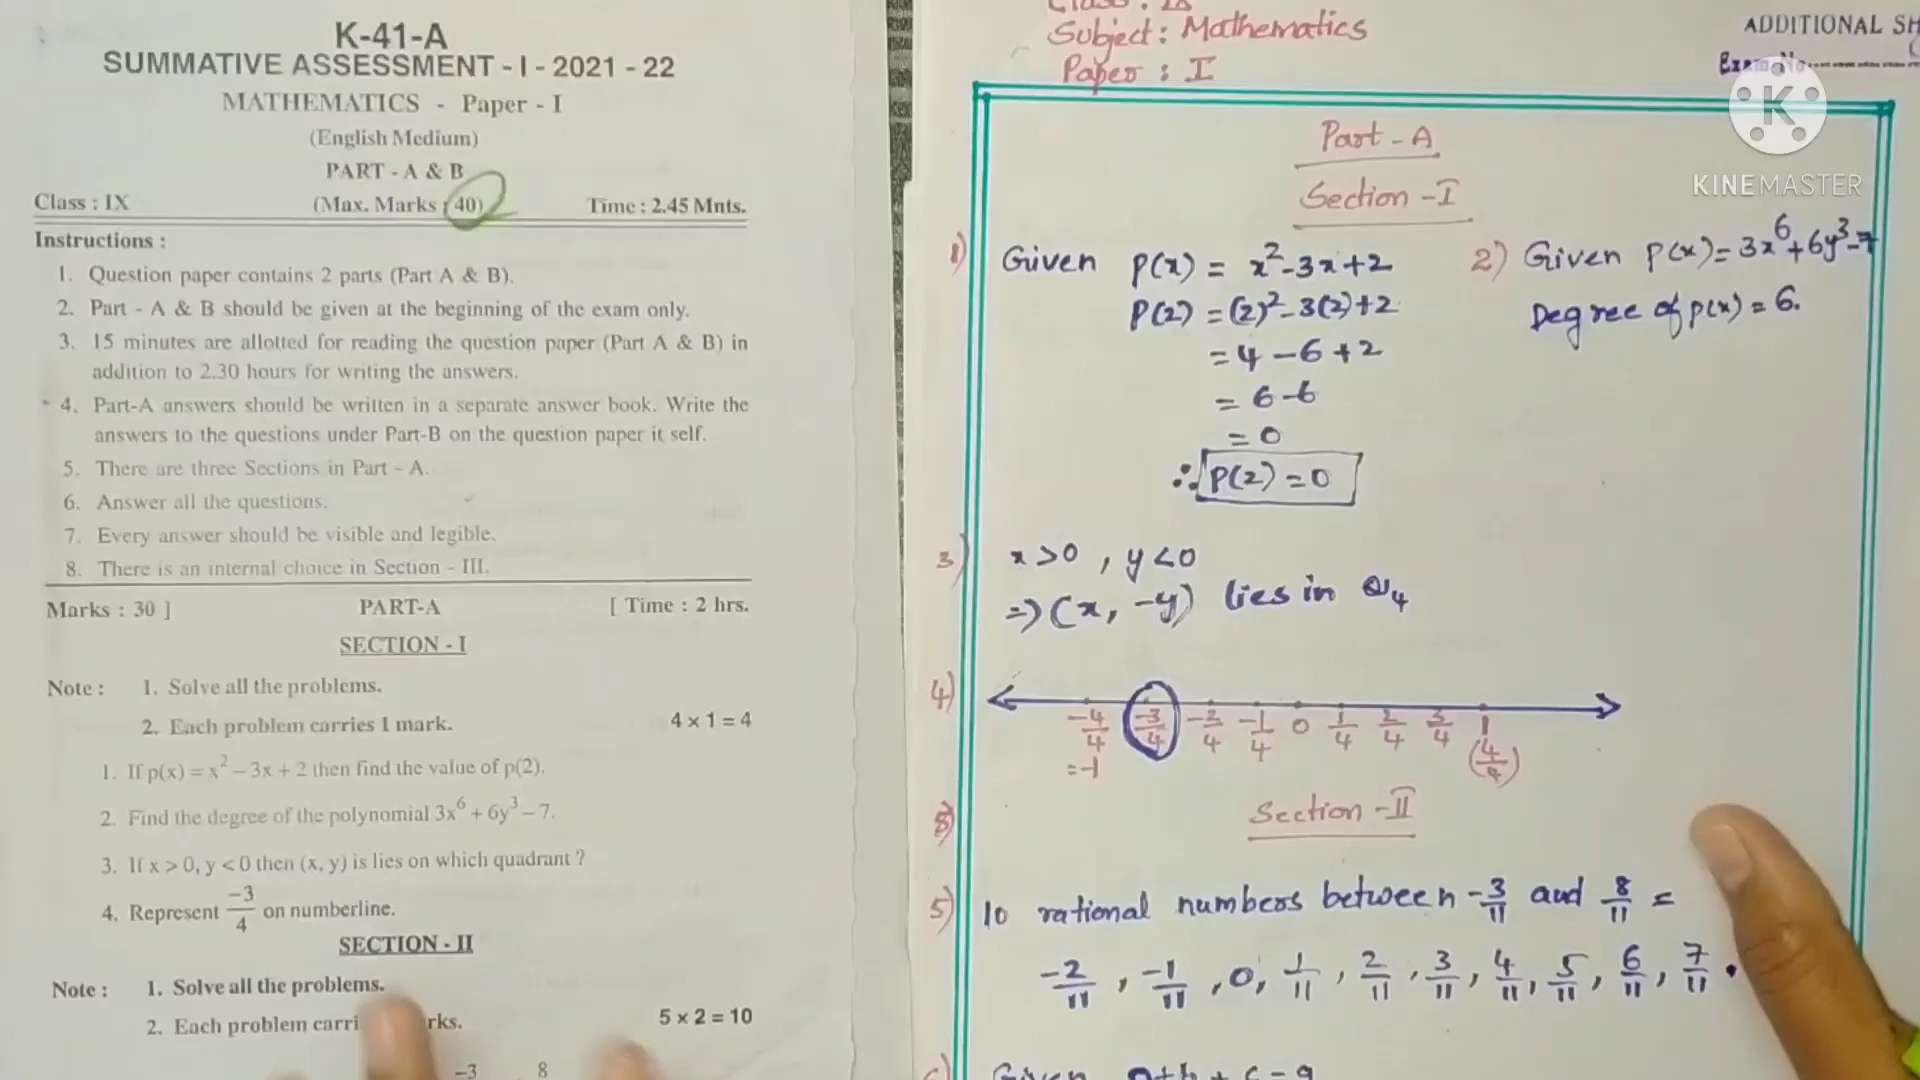 K-41-A
SUMMATIVE ASSESSMENT - I - 2021 - 22
MATHEMATICS - Paper - I
(English Medium)
PART - A & B
Class : IX (Max. Marks : 40) Time : 2.45 Mnts.
Instructions :
1. Question paper contains 2 parts (Part A & B).
2. Part - A & B should be given at the beginning of the exam only.
3. 15 minutes are allotted for reading the question paper (Part A & B) in
addition to 2.30 hours for writing the answers.
4. Part-A answers should be written in a separate answer book. Write the
answers to the questions under Part-B on the question paper it self.
5. There are three Sections in Part - A.
6. Answer all the questions.
7. Every answer should be visible and legible.
8. There is an internal choice in Section - III.
Marks : 30 ] PART-A [ Time : 2 hrs.
SECTION - I
Note : 1. Solve all the problems.
2. Each problem carries 1 mark. 4 × 1 = 4
1. If p(x) = x² – 3x + 2 then find the value of p(2).
2. Find the degree of the polynomial 3x⁶ + 6y³ – 7.
3. If x > 0, y < 0 then (x, y) is lies on which quadrant ?
4. Represent –3/4 on numberline.
SECTION - II
Note : 1. Solve all the problems.
2. Each problem carri rks. 5 × 2 = 10
–3 8
Subject : Mathematics
Paper : I
ADDITIONAL SH
Exam No
KINEMASTER
Part - A
Section - I
1) Given p(x) = x²-3x+2
P(2) = (2)²-3(2)+2
= 4 - 6 + 2
= 6-6
= 0
∴ P(2) = 0
2) Given p(x) = 3x⁶+6y³-7
Degree of p(x) = 6.
3) x>0 , y<0
⇒ (x, -y) lies in Q₄
4) -4/4 -3/4 -2/4 -1/4 0 1/4 2/4 3/4 1
=-1 (4/4)
Section - II
5) 10 rational numbers between -3/11 and 8/11 =
-2/11 , -1/11 , 0, 1/11 , 2/11 , 3/11 , 4/11 , 5/11 , 6/11 , 7/11 .
Given a+b+c=9